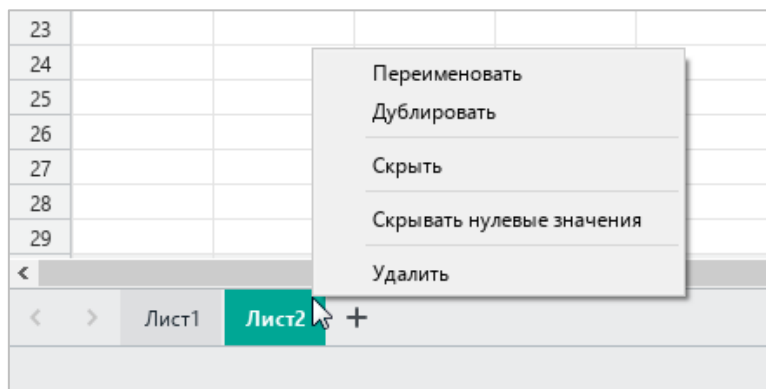 23
24
25
26
27
28
29
Переименовать
Дублировать
Скрыть
Скрывать нулевые значения
Удалить
Лист1 Лист2